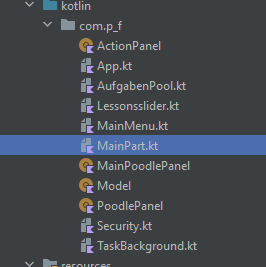 kotlin
com.p_f
ActionPanel
App.kt
AufgabenPool.kt
Lessonsslider.kt
MainMenu.kt
MainPart.kt
MainPoodlePanel
Model
PoodlePanel
Security.kt
TaskBackground.kt
resources